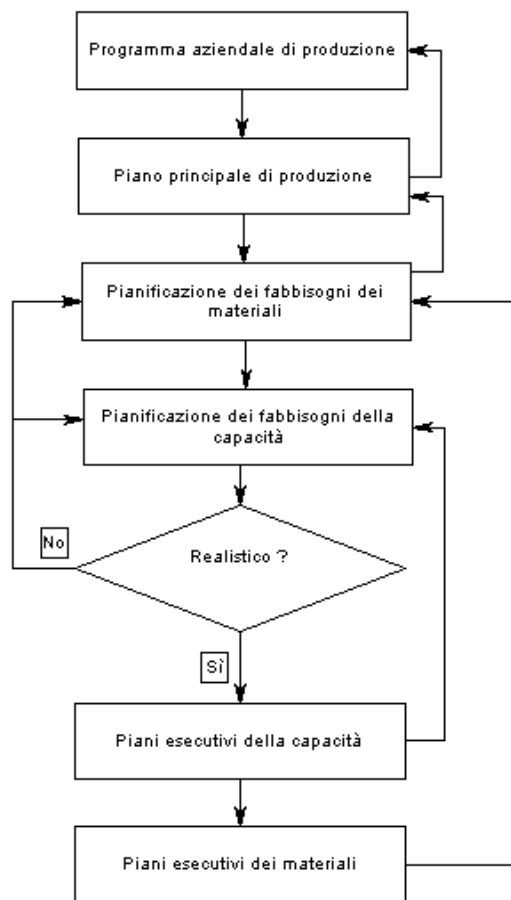 Programma aziendale di produzione
Piano principale di produzione
Pianificazione dei fabbisogni dei
materiali
Pianificazione dei fabbisogni della
capacità
No
Realistico ?
Sì
Piani esecutivi della capacità
Piani esecutivi dei materiali